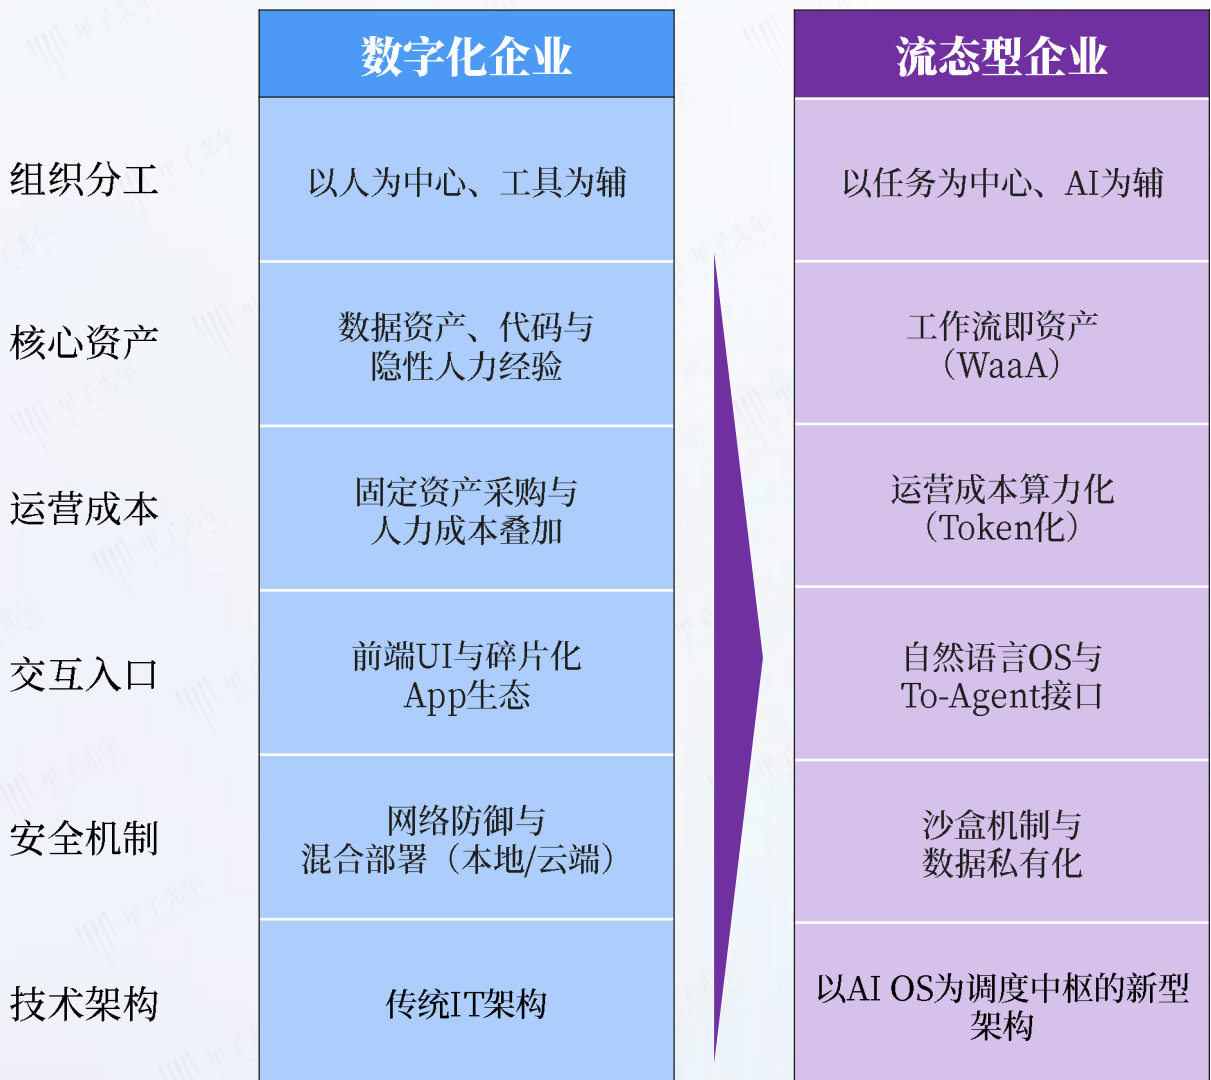 数字化企业
流态型企业
组织分工
以人为中心、工具为辅
以任务为中心、AI为辅
核心资产
数据资产、代码与
隐性人力经验
工作流即资产
（WaaA）
运营成本
固定资产采购与
人力成本叠加
运营成本算力化
（Token化）
交互入口
前端UI与碎片化
App生态
自然语言OS与
To-Agent接口
安全机制
网络防御与
混合部署（本地/云端）
沙盒机制与
数据私有化
技术架构
传统IT架构
以AI OS为调度中枢的新型
架构